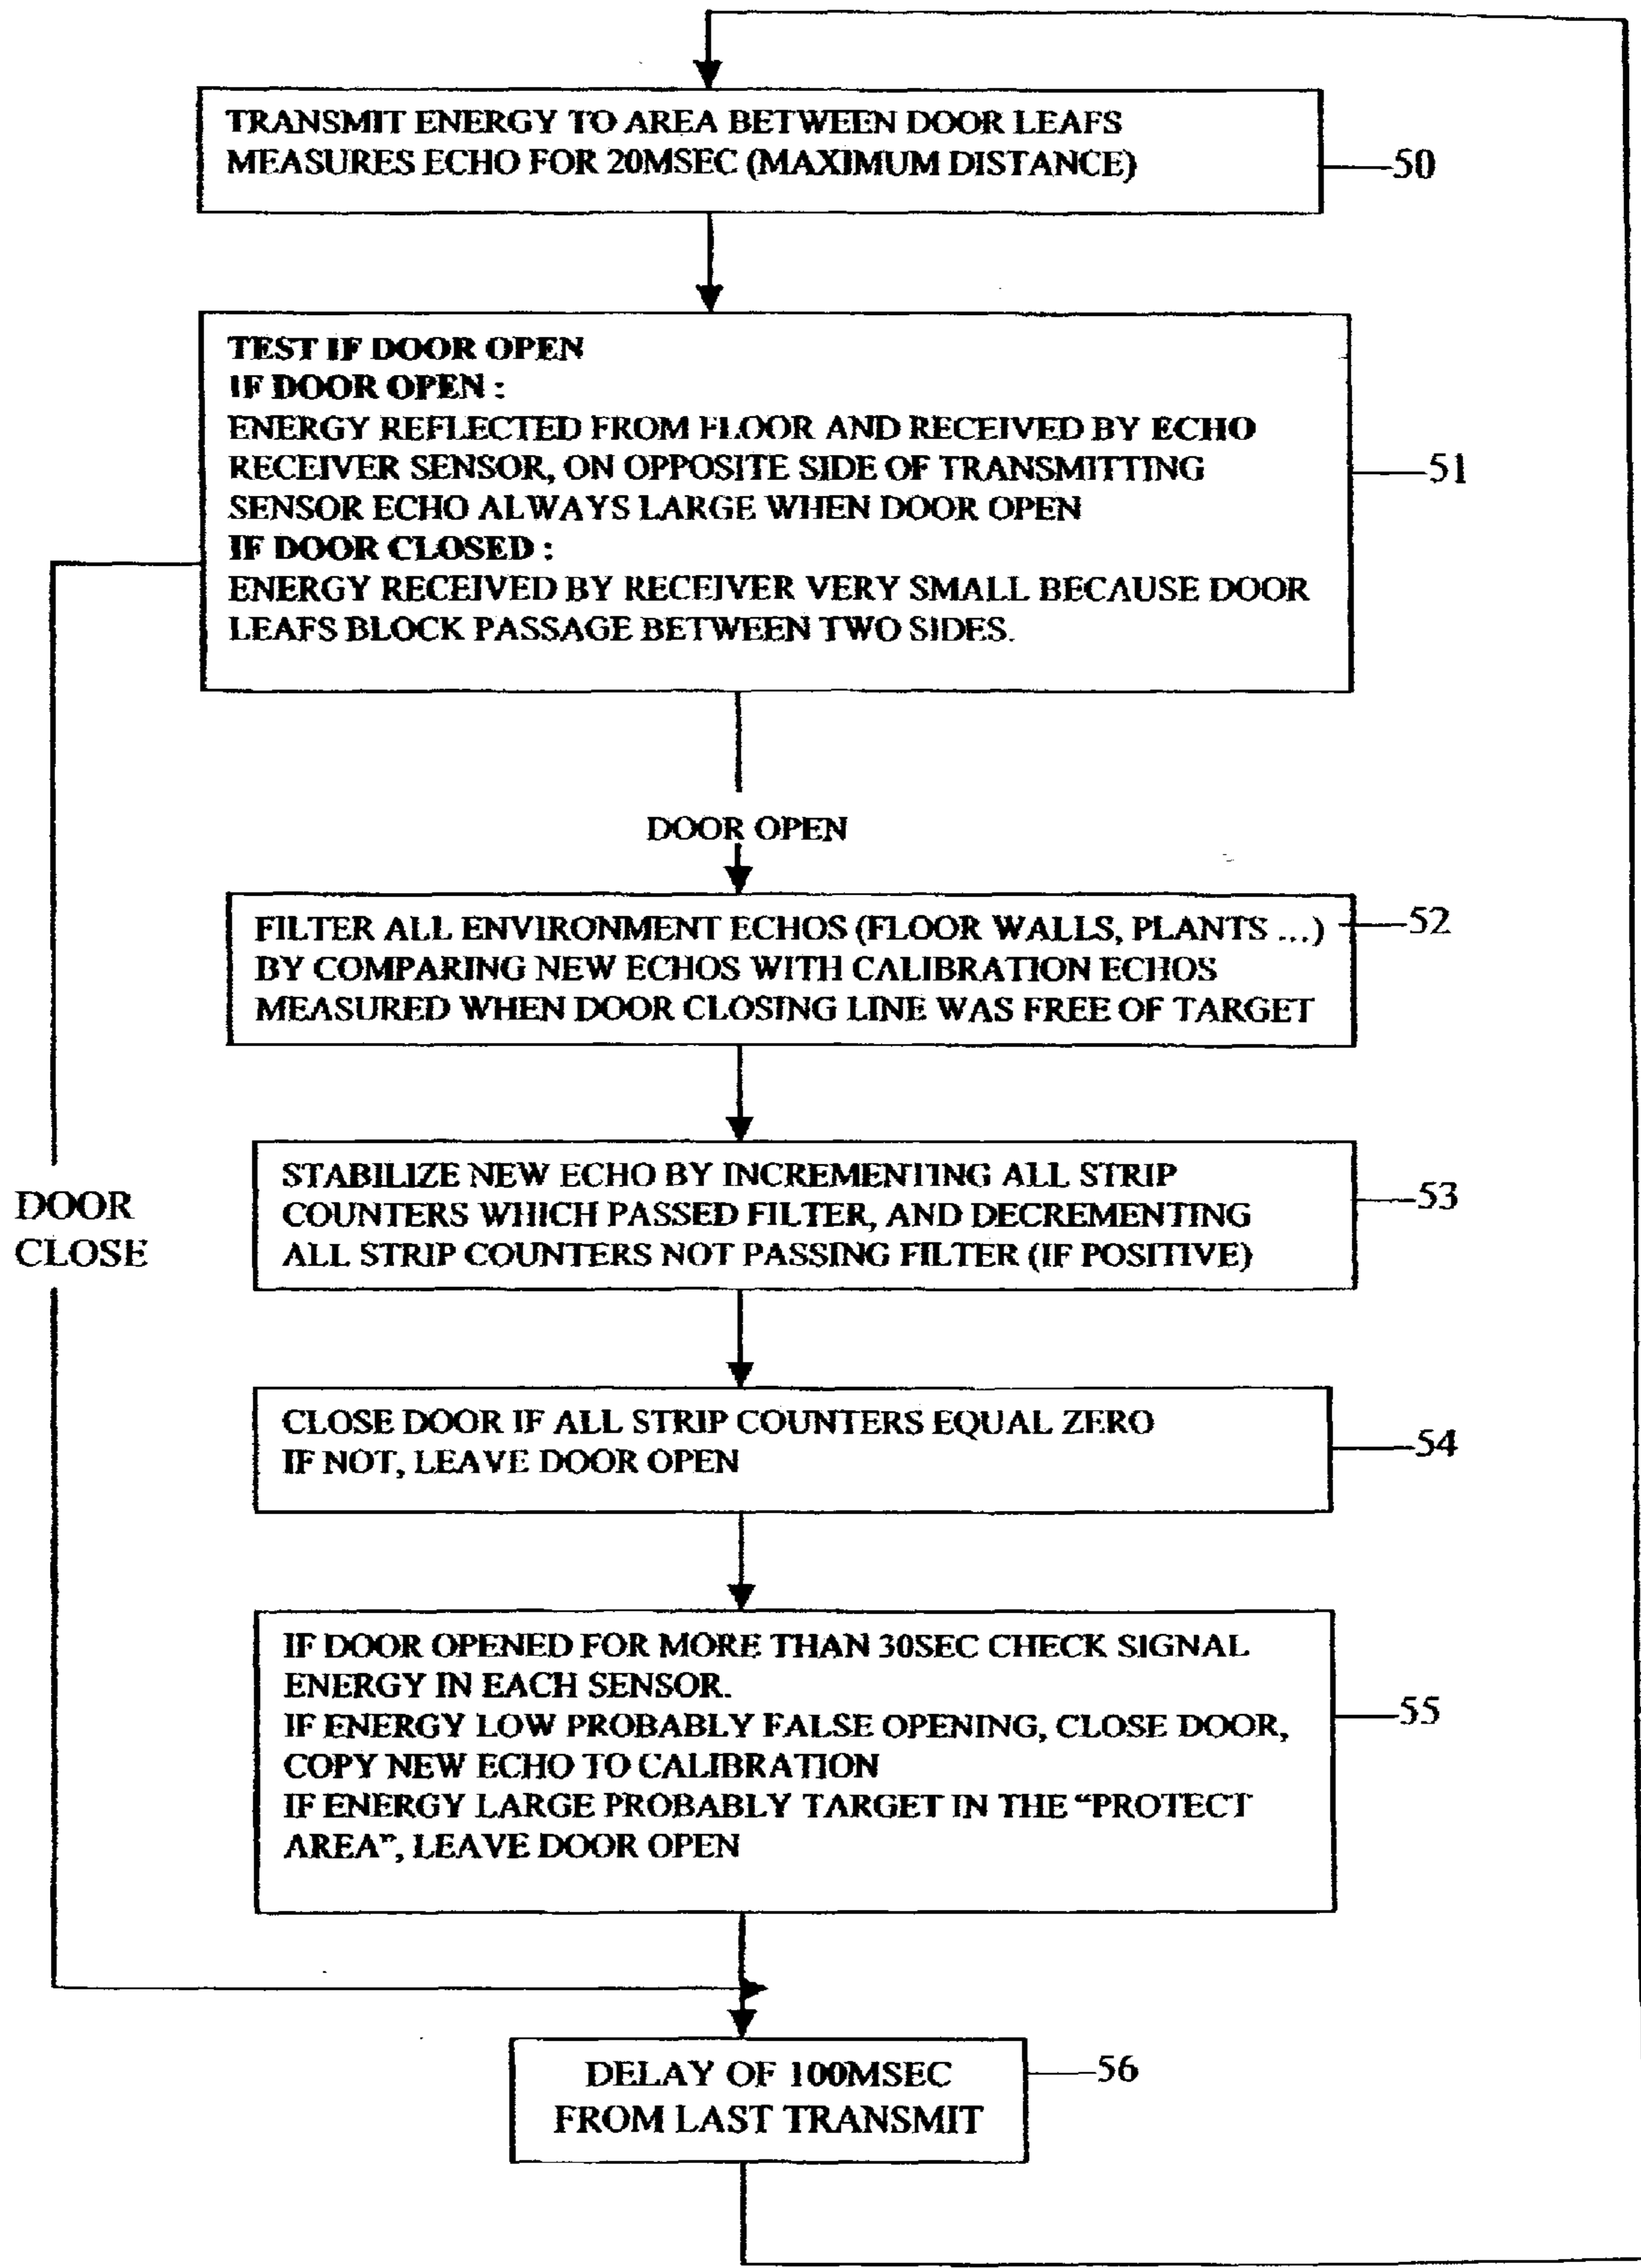 TRANSMIT ENERGY TO AREA BETWEEN DOOR LEAFS
MEASURES ECHO FOR 20MSEC (MAXIMUM DISTANCE)
50
TEST IF DOOR OPEN
IF DOOR OPEN :
ENERGY REFLECTED FROM FLOOR AND RECEIVED BY ECHO
RECEIVER SENSOR, ON OPPOSITE SIDE OF TRANSMITTING
SENSOR ECHO ALWAYS LARGE WHEN DOOR OPEN
IF DOOR CLOSED :
ENERGY RECEIVED BY RECEIVER VERY SMALL BECAUSE DOOR
LEAFS BLOCK PASSAGE BETWEEN TWO SIDES.
51
DOOR OPEN
FILTER ALL ENVIRONMENT ECHOS (FLOOR WALLS, PLANTS ...)
BY COMPARING NEW ECHOS WITH CALIBRATION ECHOS
MEASURED WHEN DOOR CLOSING LINE WAS FREE OF TARGET
52
STABILIZE NEW ECHO BY INCREMENTING ALL STRIP
COUNTERS WHICH PASSED FILTER, AND DECREMENTING
ALL STRIP COUNTERS NOT PASSING FILTER (IF POSITIVE)
53
DOOR
CLOSE
CLOSE DOOR IF ALL STRIP COUNTERS EQUAL ZERO
IF NOT, LEAVE DOOR OPEN
54
IF DOOR OPENED FOR MORE THAN 30SEC CHECK SIGNAL
ENERGY IN EACH SENSOR.
IF ENERGY LOW PROBABLY FALSE OPENING, CLOSE DOOR,
COPY NEW ECHO TO CALIBRATION
IF ENERGY LARGE PROBABLY TARGET IN THE “PROTECT
AREA”, LEAVE DOOR OPEN
55
DELAY OF 100MSEC
FROM LAST TRANSMIT
56